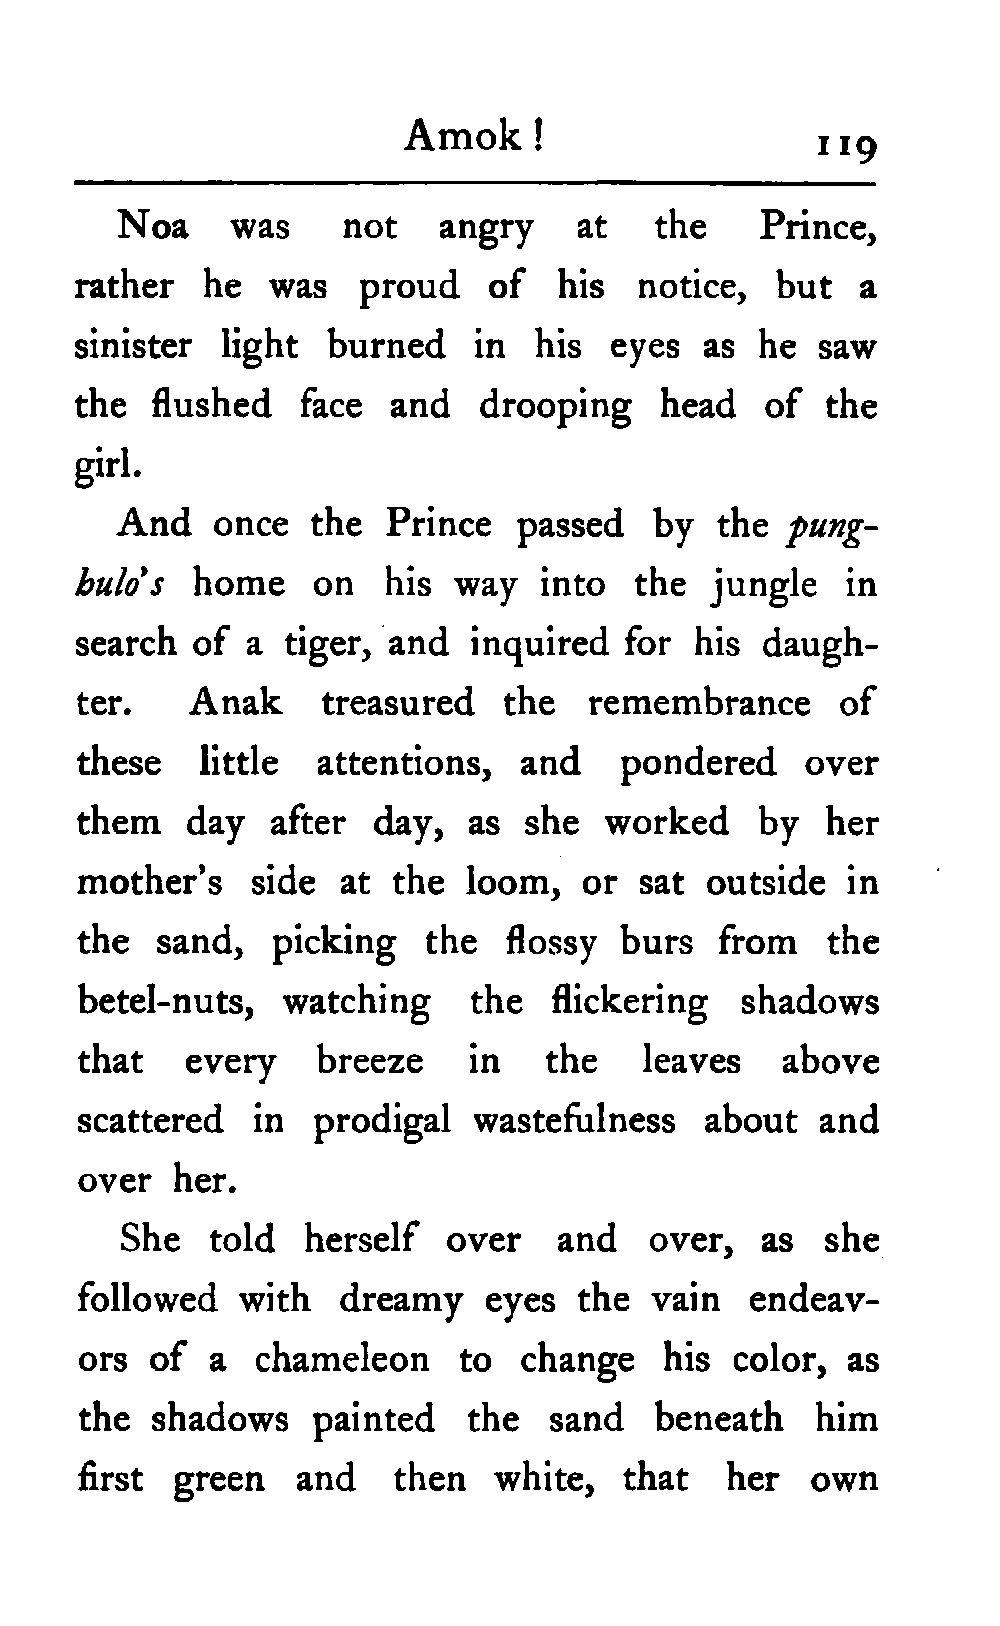 Amok! 119
Noa was not angry at the Prince,
rather he was proud of his notice, but a
sinister light burned in his eyes as he saw
the flushed face and drooping head of the
girl.
And once the Prince passed by the pung-
hulo's home on his way into the jungle in
search of a tiger, and inquired for his daugh-
ter. Anak treasured the remembrance of
these little attentions, and pondered over
them day after day, as she worked by her
mother's side at the loom, or sat outside in
the sand, picking the flossy burs from the
betel-nuts, watching the flickering shadows
that every breeze in the leaves above
scattered in prodigal wastefulness about and
over her.
She told herself over and over, as she
followed with dreamy eyes the vain endeav-
ors of a chameleon to change his color, as
the shadows painted the sand beneath him
first green and then white, that her own